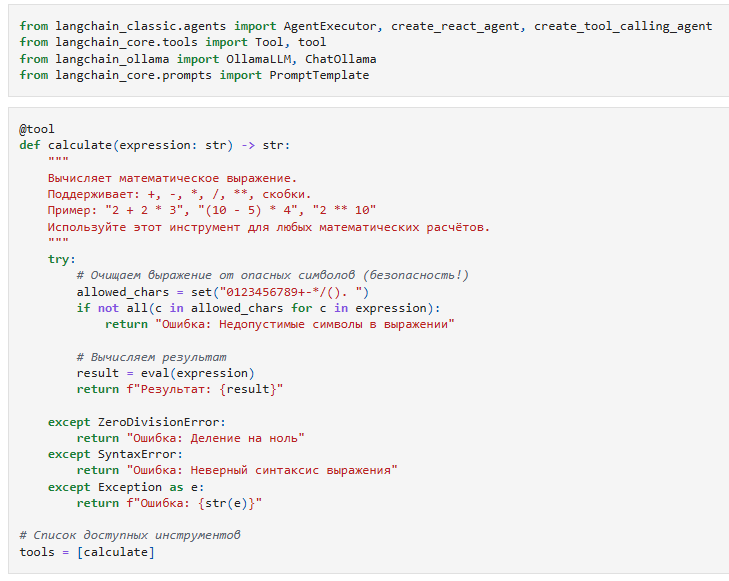 from langchain_classic.agents import AgentExecutor, create_react_agent, create_tool_calling_agent
from langchain_core.tools import Tool, tool
from langchain_ollama import OllamaLLM, ChatOllama
from langchain_core.prompts import PromptTemplate
@tool
def calculate(expression: str) -> str:
    """
    Вычисляет математическое выражение.
    Поддерживает: +, -, *, /, **, скобки.
    Пример: "2 + 2 * 3", "(10 - 5) * 4", "2 ** 10"
    Используйте этот инструмент для любых математических расчётов.
    """
    try:
        # Очищаем выражение от опасных символов (безопасность!)
        allowed_chars = set("0123456789+-*/(). ")
        if not all(c in allowed_chars for c in expression):
            return "Ошибка: Недопустимые символы в выражении"
        # Вычисляем результат
        result = eval(expression)
        return f"Результат: {result}"
    except ZeroDivisionError:
        return "Ошибка: Деление на ноль"
    except SyntaxError:
        return "Ошибка: Неверный синтаксис выражения"
    except Exception as e:
        return f"Ошибка: {str(e)}"
# Список доступных инструментов
tools = [calculate]